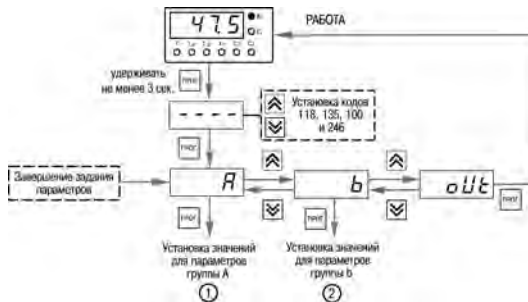 47.5
РАБОТА
удерживать
не менее 3 сек.
ПРОГ
- - - -
Установка кодов
118, 135, 100
и 246
ПРОГ
Завершение задания
параметров
A
b
oUt
ПРОГ
ПРОГ
ПРОГ
Установка значений
для параметров
группы A
1
Установка значений
для параметров
группы b
2